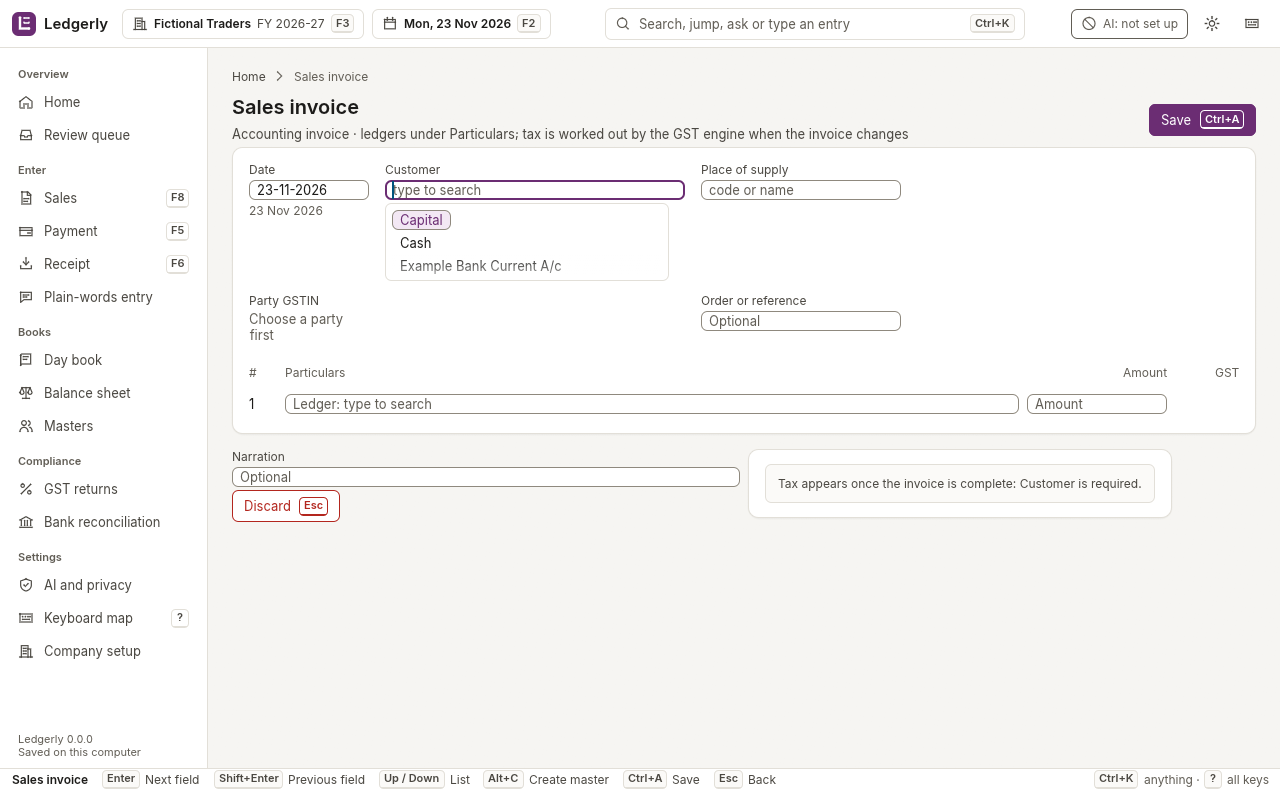 Ledgerly
Fictional Traders FY 2026-27 F3
Mon, 23 Nov 2026 F2
Search, jump, ask or type an entry Ctrl+K
AI: not set up
Overview
Home
Review queue
Enter
Sales F8
Payment F5
Receipt F6
Plain-words entry
Books
Day book
Balance sheet
Masters
Compliance
GST returns
Bank reconciliation
Settings
AI and privacy
Keyboard map ?
Company setup
Ledgerly 0.0.0
Saved on this computer
Home Sales invoice
Sales invoice
Accounting invoice · ledgers under Particulars; tax is worked out by the GST engine when the invoice changes
Save Ctrl+A
Date Customer Place of supply
23-11-2026 type to search code or name
23 Nov 2026
Capital
Cash
Example Bank Current A/c
Party GSTIN Order or reference
Choose a party
first
Optional
# Particulars Amount GST
1 Ledger: type to search Amount
Narration
Optional
Discard Esc
Tax appears once the invoice is complete: Customer is required.
Sales invoice Enter Next field Shift+Enter Previous field Up / Down List Alt+C Create master Ctrl+A Save Esc Back Ctrl+K anything · ? all keys